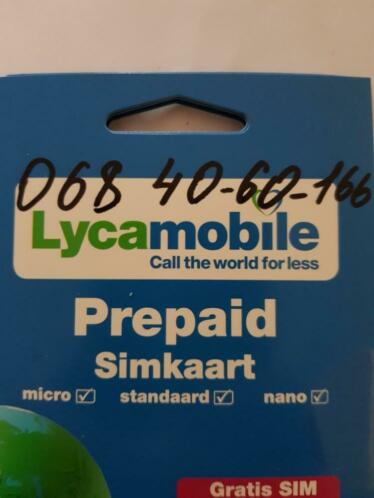 068 40-60-166
Lycamobile
Call the world for less
Prepaid
Simkaart
micro ☑ standaard ☑ nano ☑
Gratis SIM